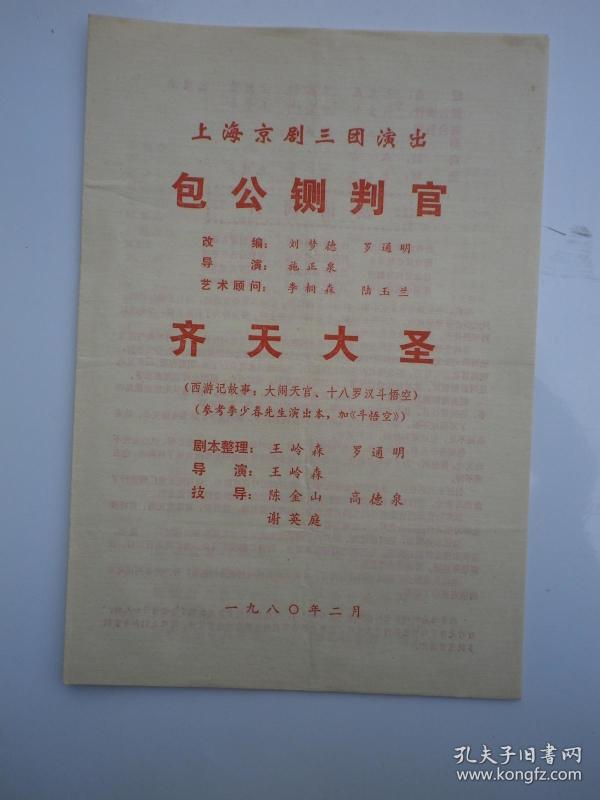 上海京剧三团演出
包公铡判官
改编：刘梦德 罗通明
导演：施正泉
艺术顾问：李桐森 陆玉兰
齐天大圣
（西游记故事：大闹天宫、十八罗汉斗悟空）
（参考李少春先生演出本，加《斗悟空》）
剧本整理：王岭森 罗通明
导演：王岭森
技导：陈金山 高德泉
谢英庭
一九八〇年二月
孔夫子旧书网
www.kongfz.com